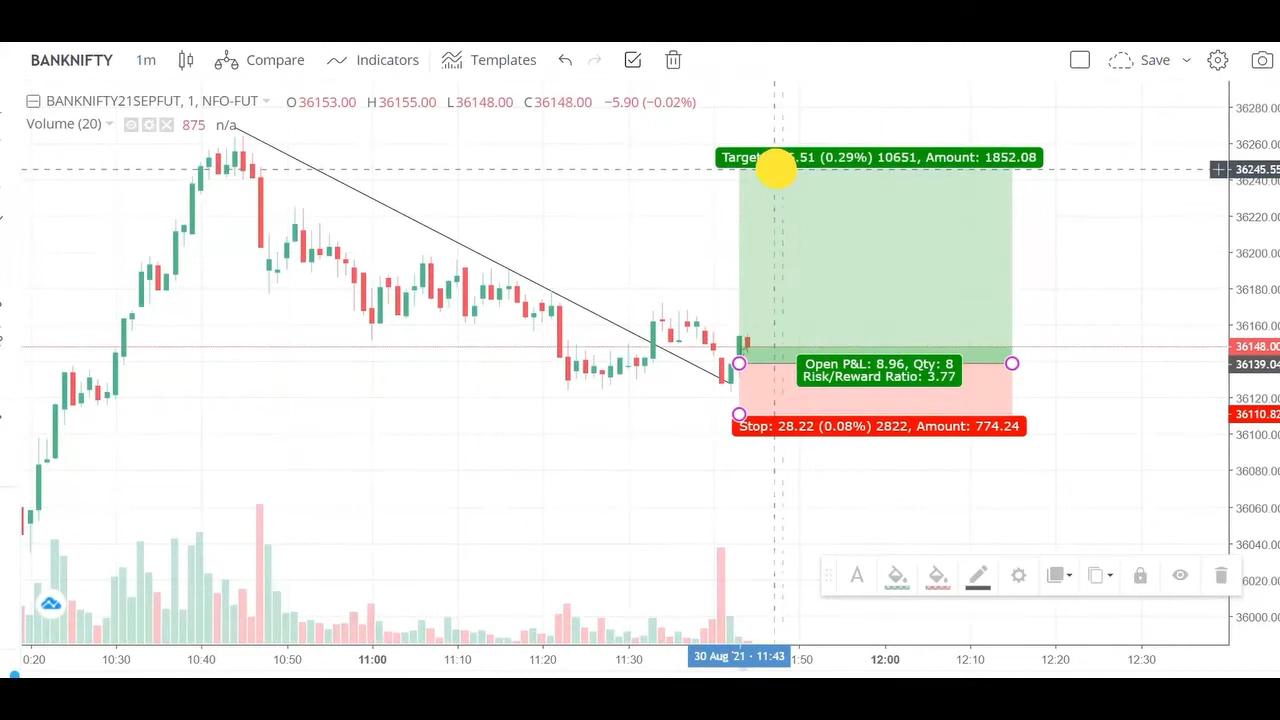 BANKNIFTY 1m Compare Indicators Templates Save
BANKNIFTY21SEPFUT, 1, NFO-FUT O36153.00 H36155.00 L36148.00 C36148.00 −5.90 (−0.02%)
Volume (20) 875 n/a
36280.00
36260.00
Target: .51 (0.29%) 10651, Amount: 1852.08
36245.55
36240.00
36220.00
36200.00
36180.00
36160.00
36148.00
Open P&L: 8.96, Qty: 8
Risk/Reward Ratio: 3.77
36139.04
36120.00
36110.82
Stop: 28.22 (0.08%) 2822, Amount: 774.24
36100.00
36080.00
36060.00
36040.00
36020.00
36000.00
0:20 10:30 10:40 10:50 11:00 11:10 11:20 11:30 30 Aug '21 · 11:43 1:50 12:00 12:10 12:20 12:30